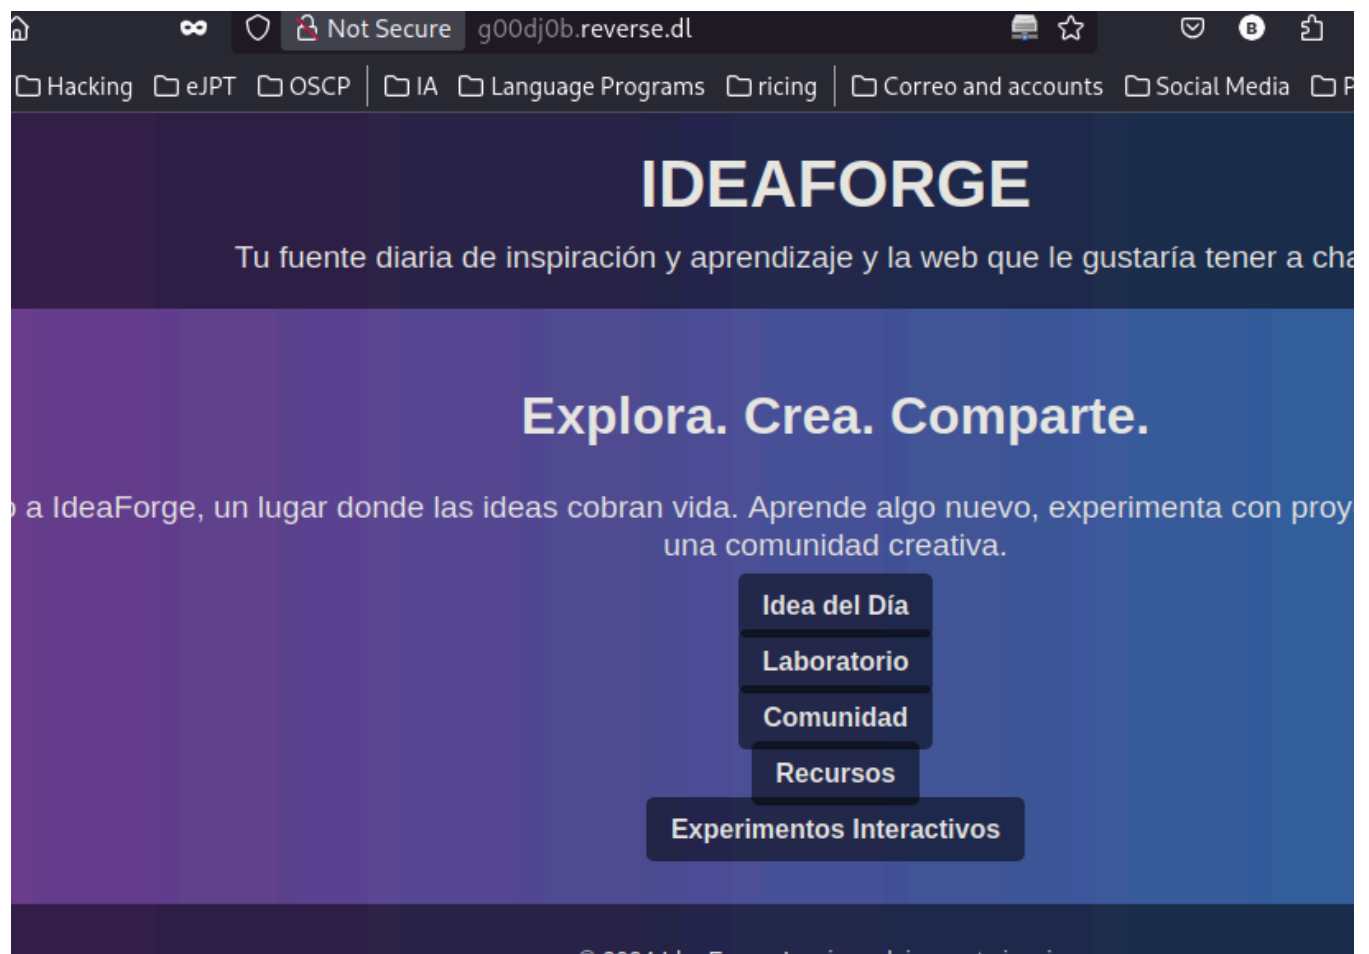 Not Secure g00dj0b.reverse.dl
Hacking eJPT OSCP IA Language Programs ricing Correo and accounts Social Media
IDEAFORGE
Tu fuente diaria de inspiración y aprendizaje y la web que le gustaría tener a
Explora. Crea. Comparte.
a IdeaForge, un lugar donde las ideas cobran vida. Aprende algo nuevo, experimenta con
una comunidad creativa.
Idea del Día
Laboratorio
Comunidad
Recursos
Experimentos Interactivos